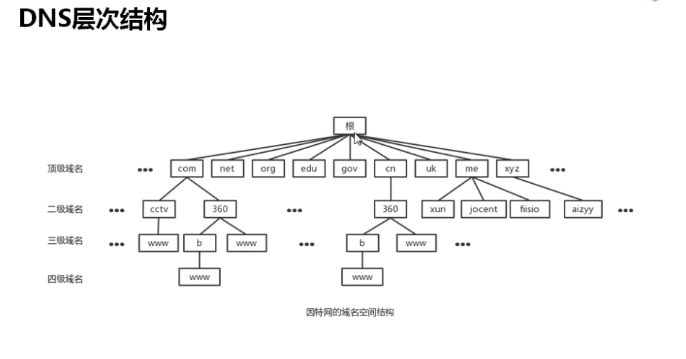 DNS层次结构
根
顶级域名 ••• com net org edu gov cn uk me xyz •••
二级域名 ••• cctv 360 ••• 360 xuri jocent fiisio aizyy •••
三级域名 ••• www b www ••• b www •••
四级域名 www www
因特网的域名空间结构